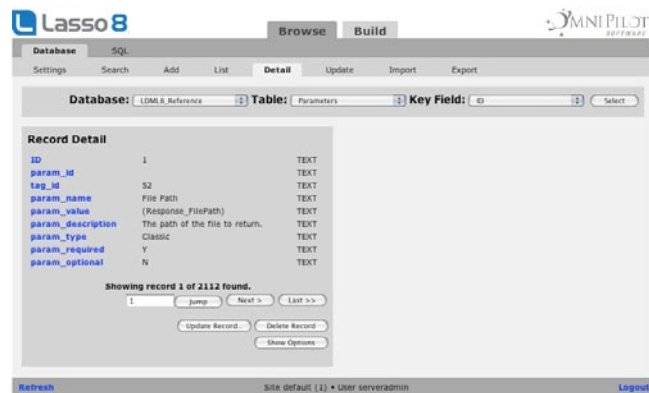 Lasso 8
Browse Build
OMNIPILOT
SOFTWARE
Database SQL
Settings Search Add List Detail Update Import Export
Database: LDML8_Reference Table: Parameters Key Field: ID Select
Record Detail
ID 1 TEXT
param_id TEXT
tag_id 52 TEXT
param_name File Path TEXT
param_value (Response_FilePath) TEXT
param_description The path of the file to return. TEXT
param_type Classic TEXT
param_required Y TEXT
param_optional N TEXT
Showing record 1 of 2112 found.
1 Jump Next > Last >>
Update Record... Delete Record
Show Options
Refresh Site default (1) • User serveradmin Logout